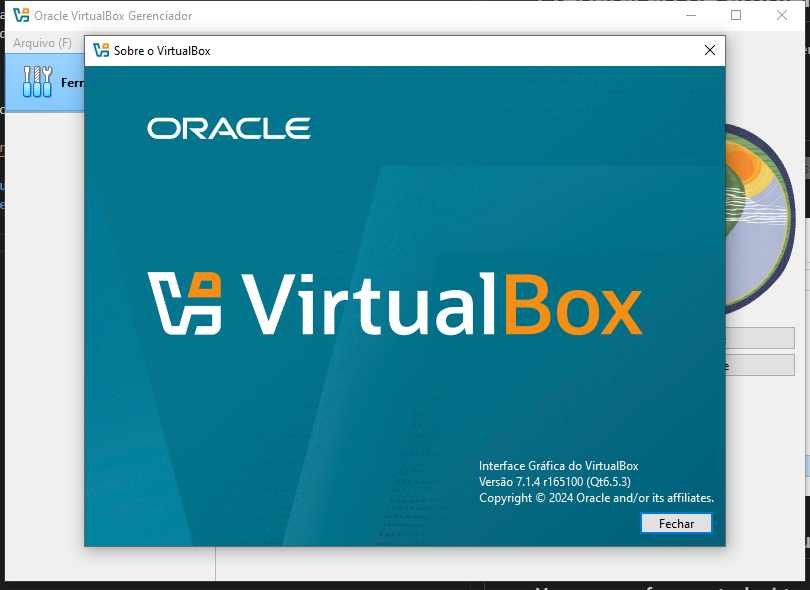 Oracle VirtualBox Gerenciador
Arquivo (F)
Sobre o VirtualBox
Ferra
ORACLE
VirtualBox
Interface Gráfica do VirtualBox
Versão 7.1.4 r165100 (Qt6.5.3)
Copyright © 2024 Oracle and/or its affiliates.
Fechar